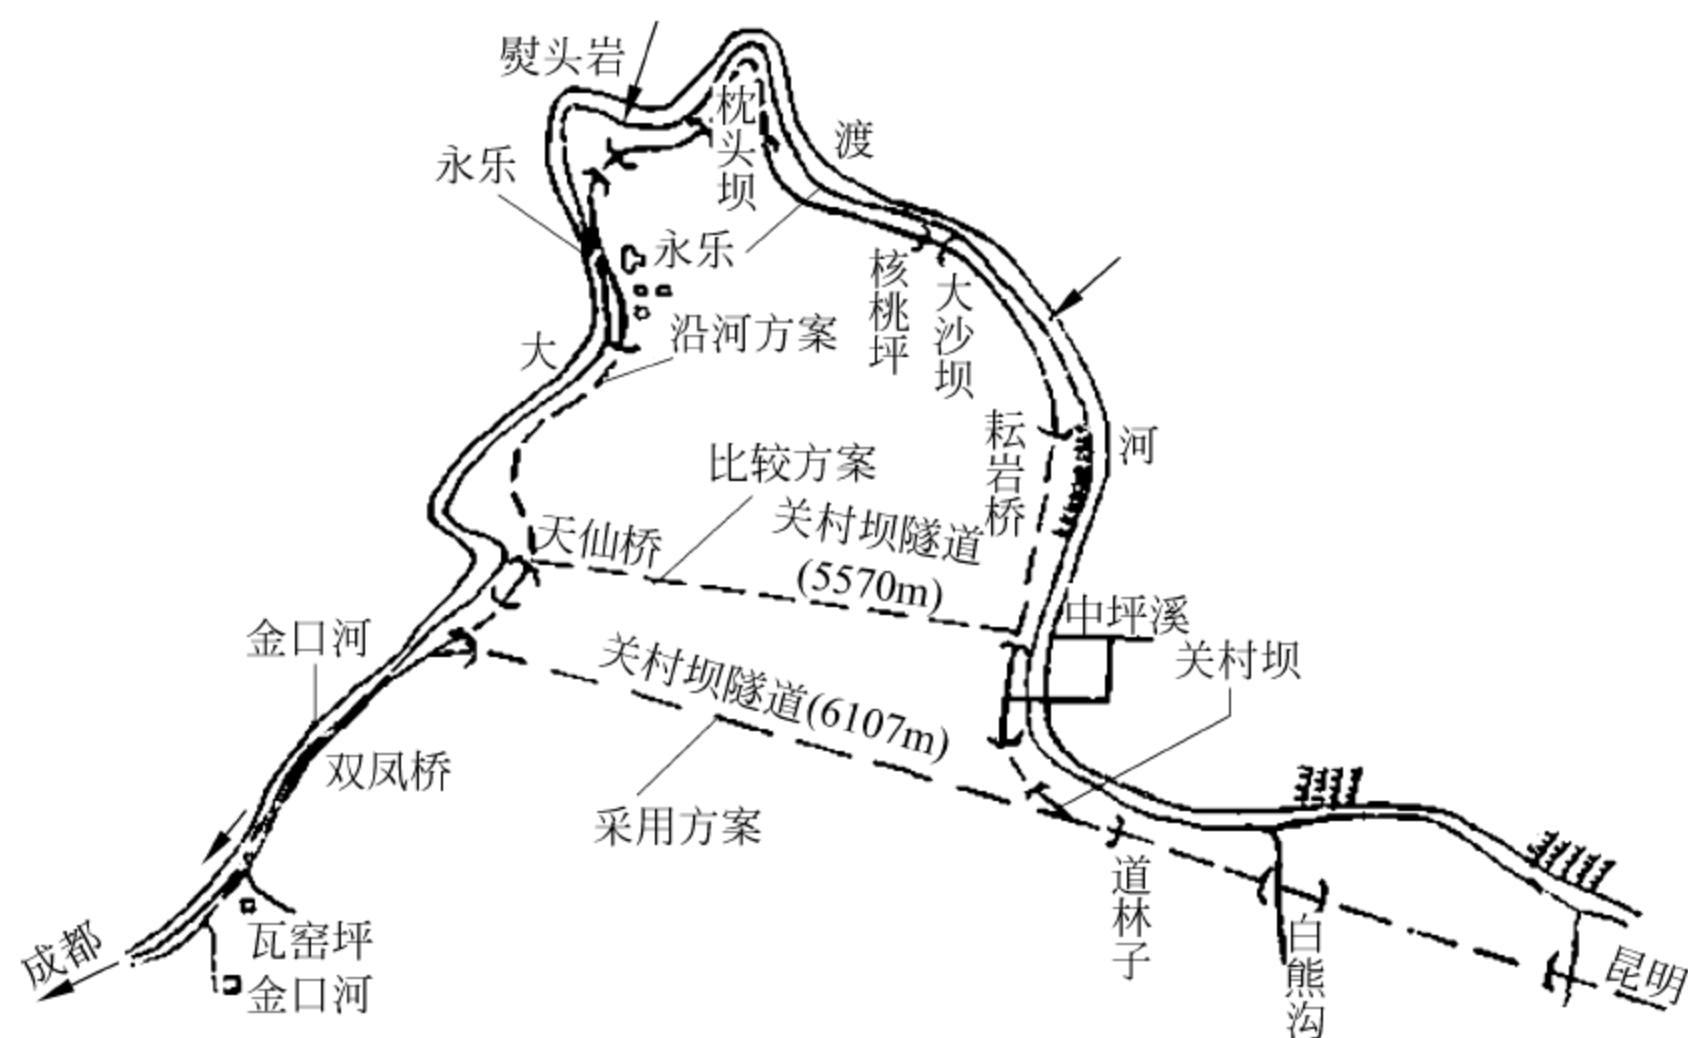 熨头岩
枕头坝
渡
永乐
永乐
核桃坪
大沙坝
沿河方案
大
耘岩桥
河
比较方案
关村坝隧道
(5570m)
天仙桥
中坪溪
金口河
关村坝隧道(6107m)
关村坝
双凤桥
采用方案
道林子
白熊沟
瓦窑坪
成都
金口河
昆明